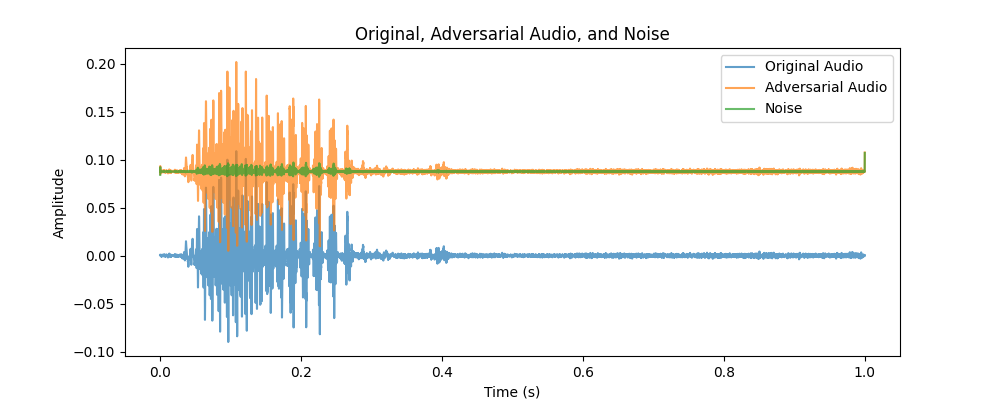 Original, Adversarial Audio, and Noise
Original Audio
Adversarial Audio
Noise
Amplitude
0.20
0.15
0.10
0.05
0.00
−0.05
−0.10
0.0 0.2 0.4 0.6 0.8 1.0
Time (s)